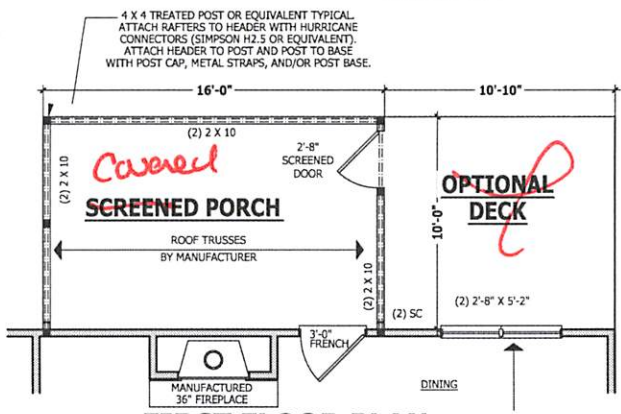 4 X 4 TREATED POST OR EQUIVALENT TYPICAL.
ATTACH RAFTERS TO HEADER WITH HURRICANE
CONNECTORS (SIMPSON H2.5 OR EQUIVALENT).
ATTACH HEADER TO POST AND POST TO BASE
WITH POST CAP, METAL STRAPS, AND/OR POST BASE.
16'-0"
10'-10"
(2) 2 X 10
(2) 2 X 10
Covered
SCREENED PORCH
2'-8"
SCREENED
DOOR
OPTIONAL
DECK
10'-0"
ROOF TRUSSES
BY MANUFACTURER
(2) 2 X 10
(2) SC
(2) 2'-8" X 5'-2"
3'-0"
FRENCH
MANUFACTURED
36" FIREPLACE
DINING
FIRST FLOOR PLAN